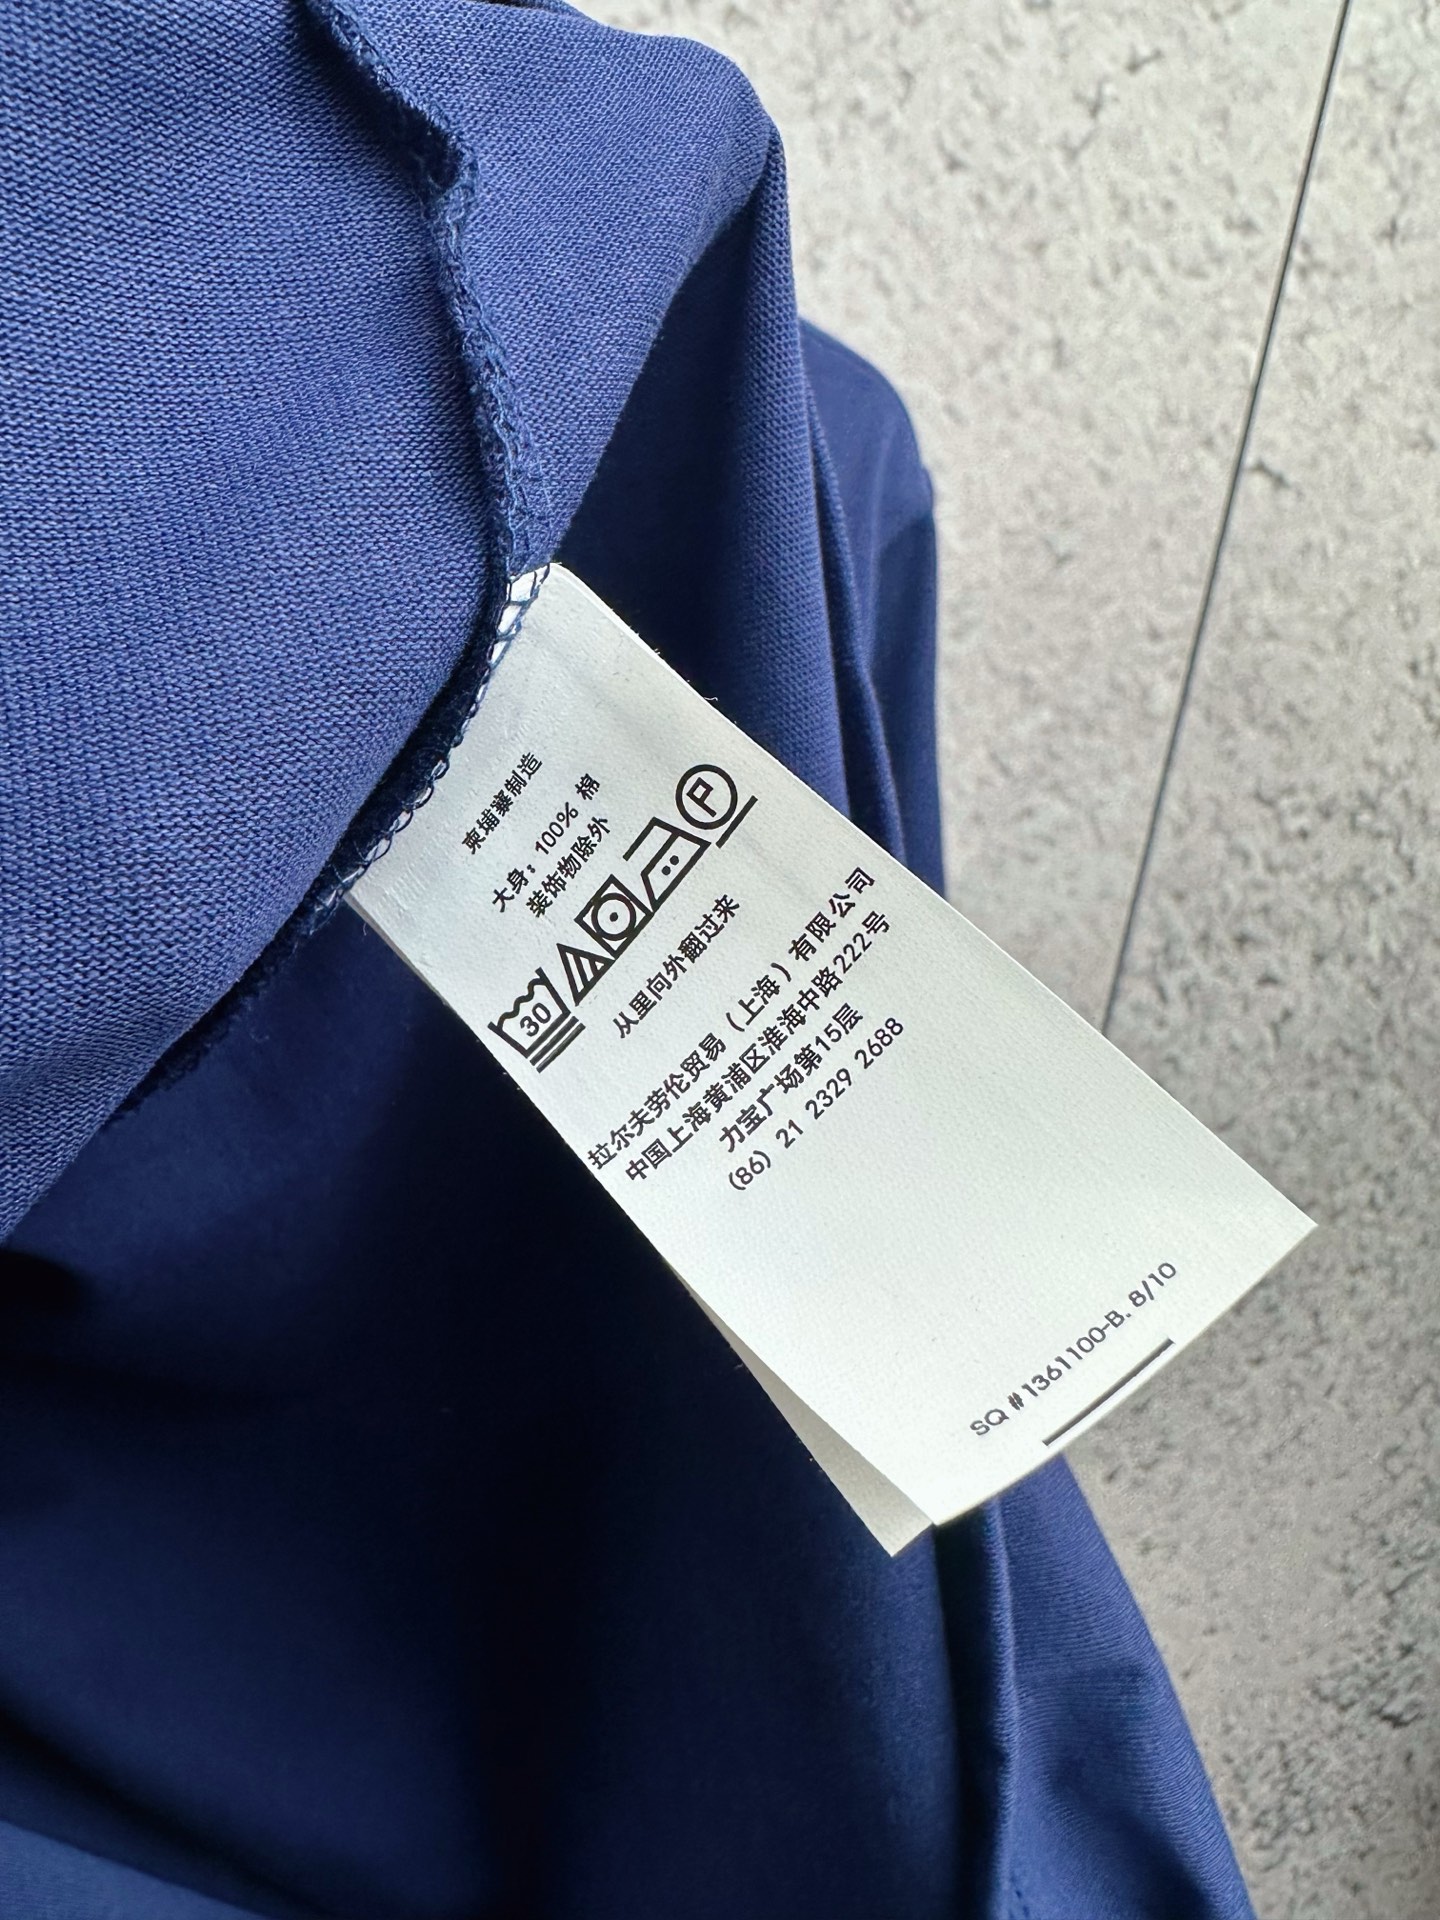 柬埔寨制造
大身：100% 棉
装饰物除外
30 P
从里向外翻过来
拉尔夫劳伦贸易（上海）有限公司
中国上海黄浦区淮海中路222号
力宝广场第15层
(86) 21 2329 2688
SQ #1361100-B. 8/10